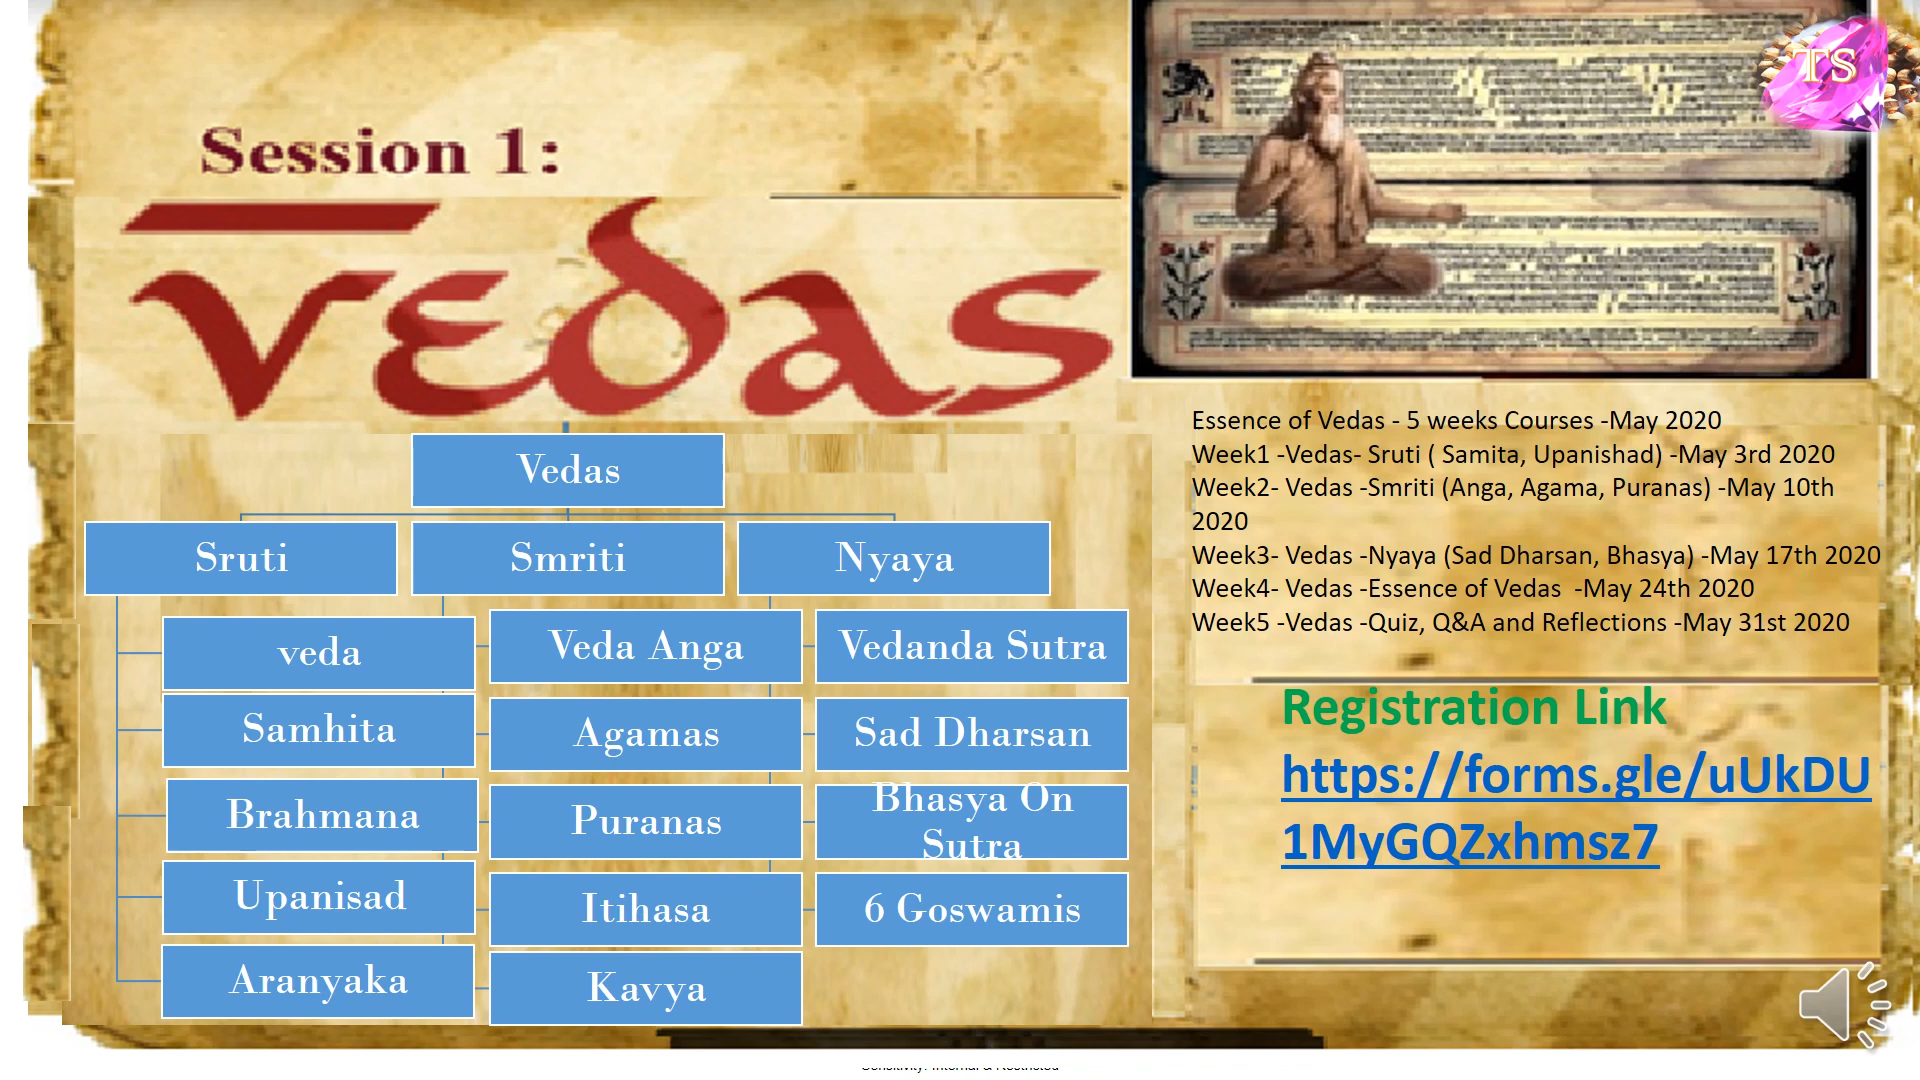 TS
Session 1:
vedas
Vedas
Sruti
Smriti
Nyaya
veda
Samhita
Brahmana
Upanisad
Aranyaka
Veda Anga
Agamas
Puranas
Itihasa
Kavya
Vedanda Sutra
Sad Dharsan
Bhasya On
Sutra
6 Goswamis
Essence of Vedas - 5 weeks Courses -May 2020
Week1 -Vedas- Sruti ( Samita, Upanishad) -May 3rd 2020
Week2- Vedas -Smriti (Anga, Agama, Puranas) -May 10th
2020
Week3- Vedas -Nyaya (Sad Dharsan, Bhasya) -May 17th 2020
Week4- Vedas -Essence of Vedas  -May 24th 2020
Week5 -Vedas -Quiz, Q&A and Reflections -May 31st 2020
Registration Link
https://forms.gle/uUkDU
1MyGQZxhmsz7
Sensitivity: Internal & Restricted